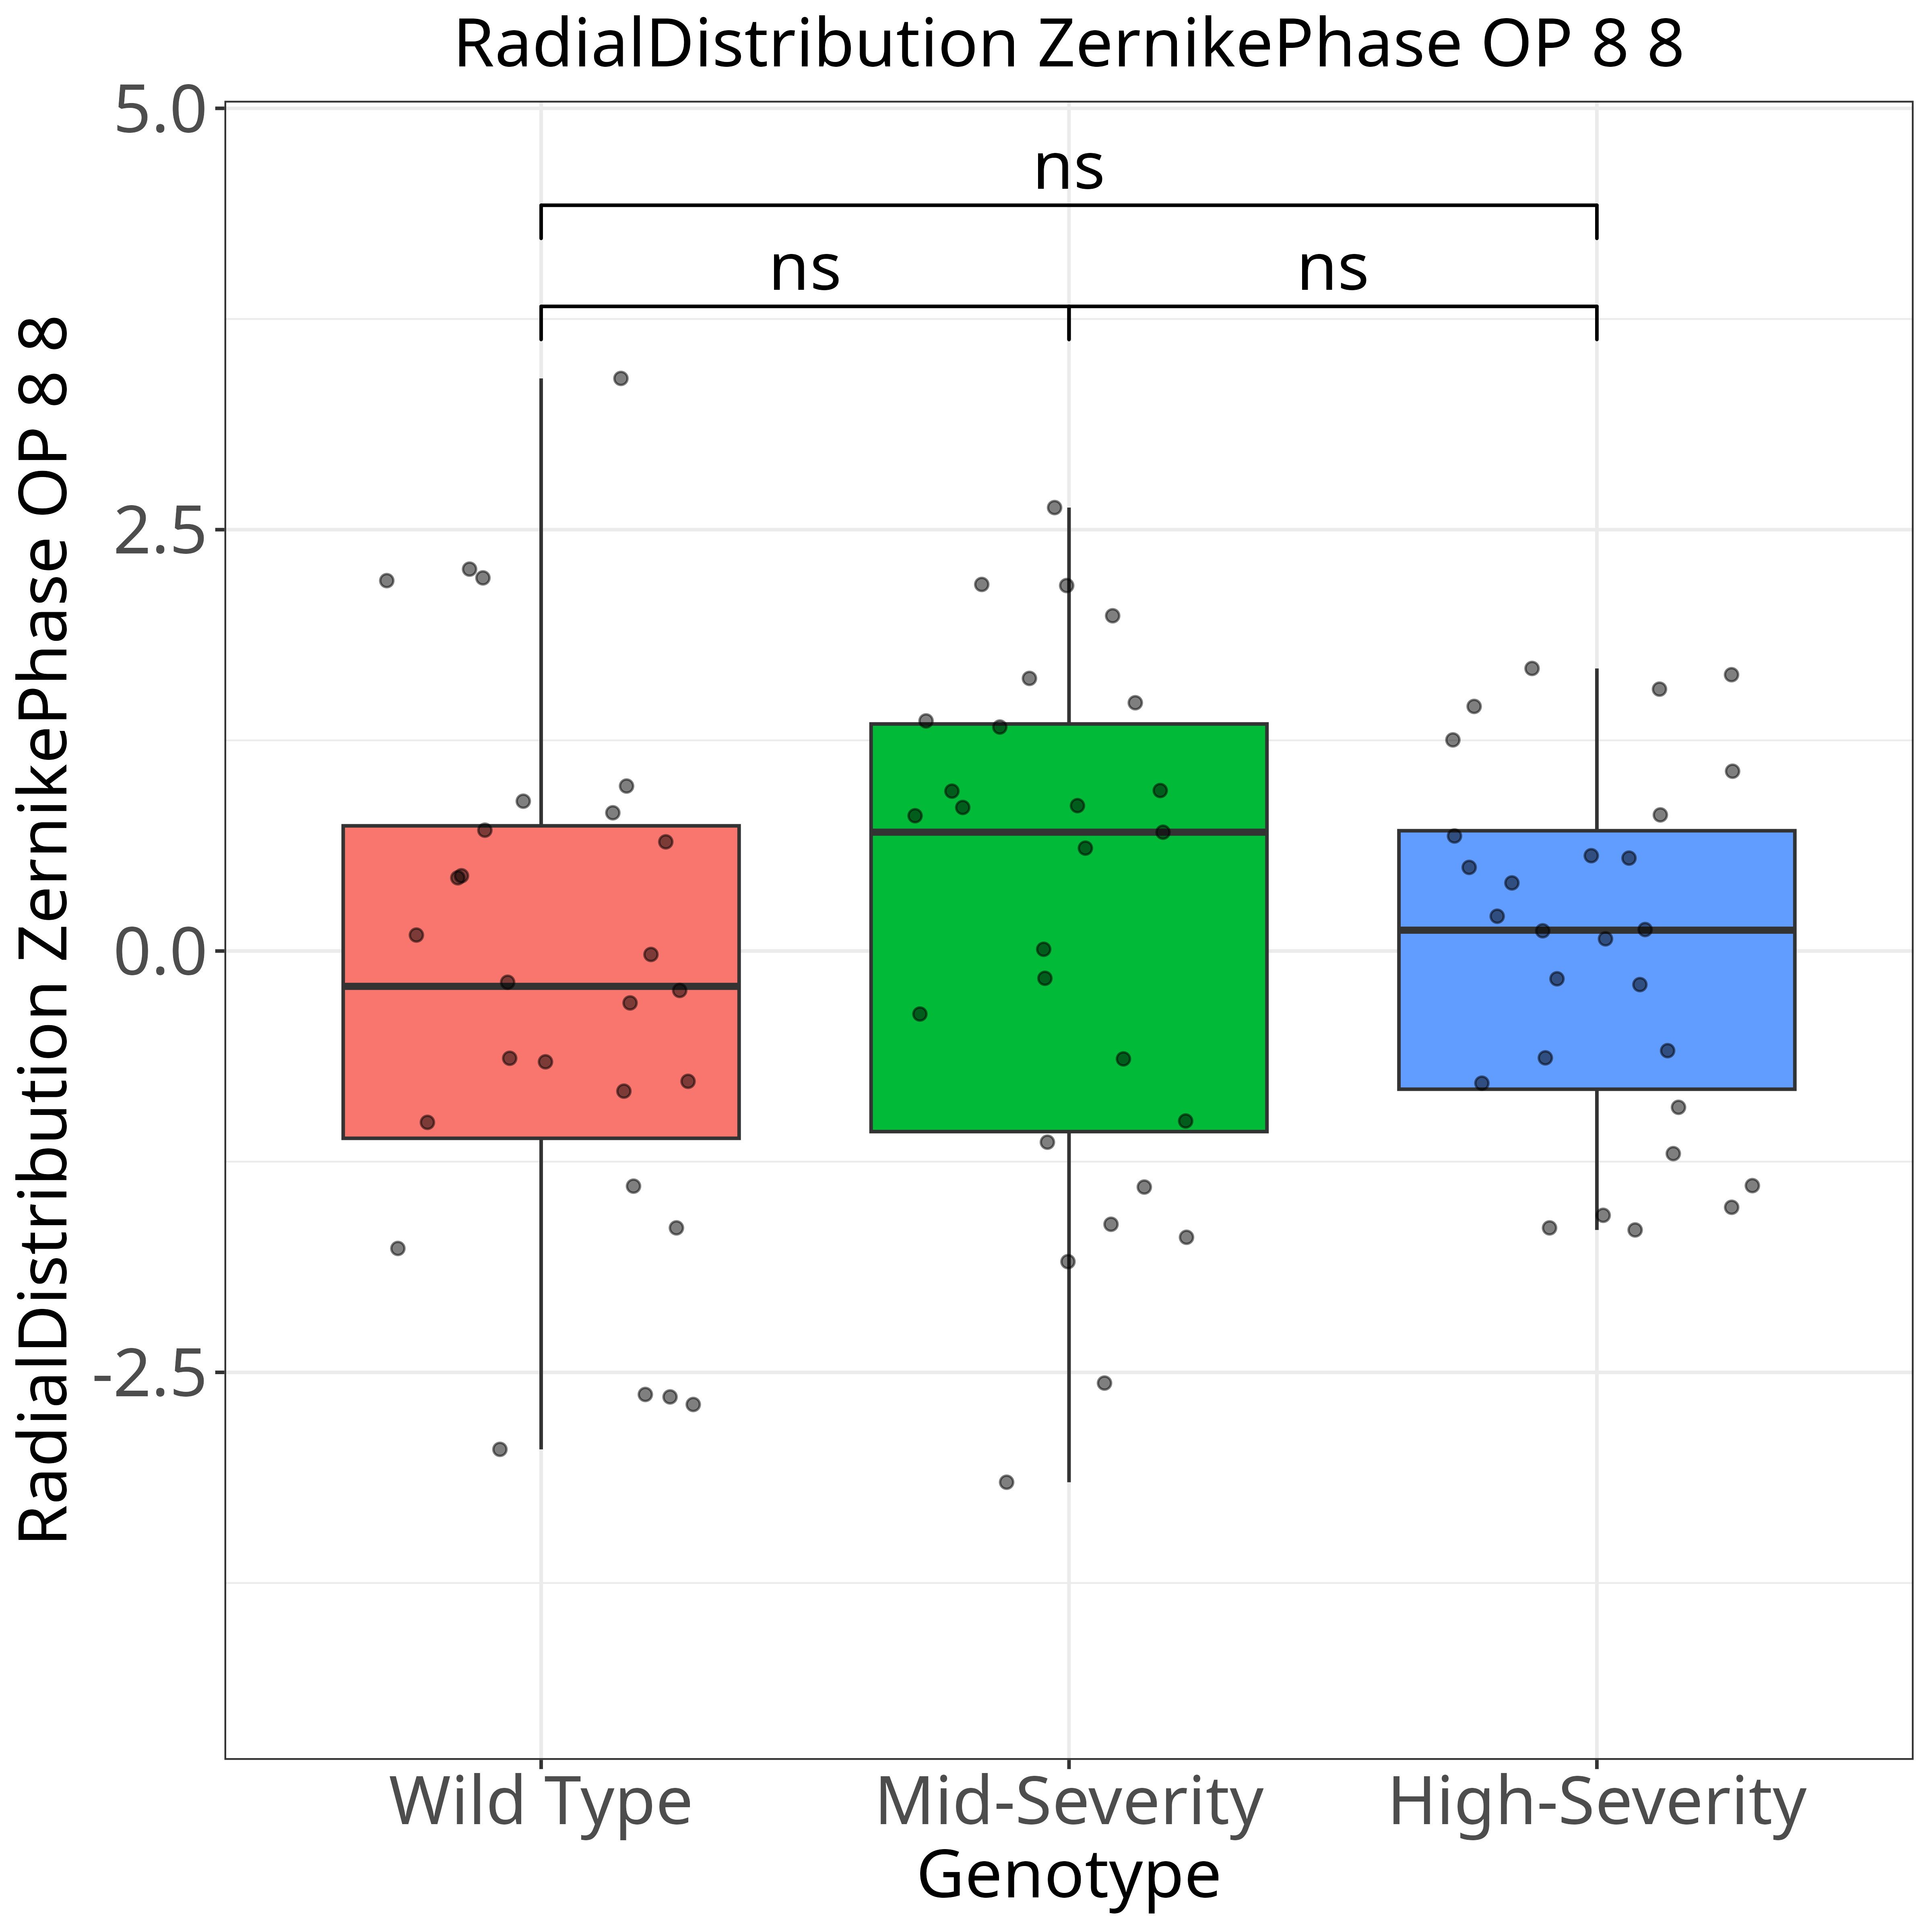 RadialDistribution ZernikePhase OP 8 8
RadialDistribution ZernikePhase OP 8 8
5.0
2.5
0.0
-2.5
ns
ns ns
Wild Type Mid-Severity High-Severity
Genotype